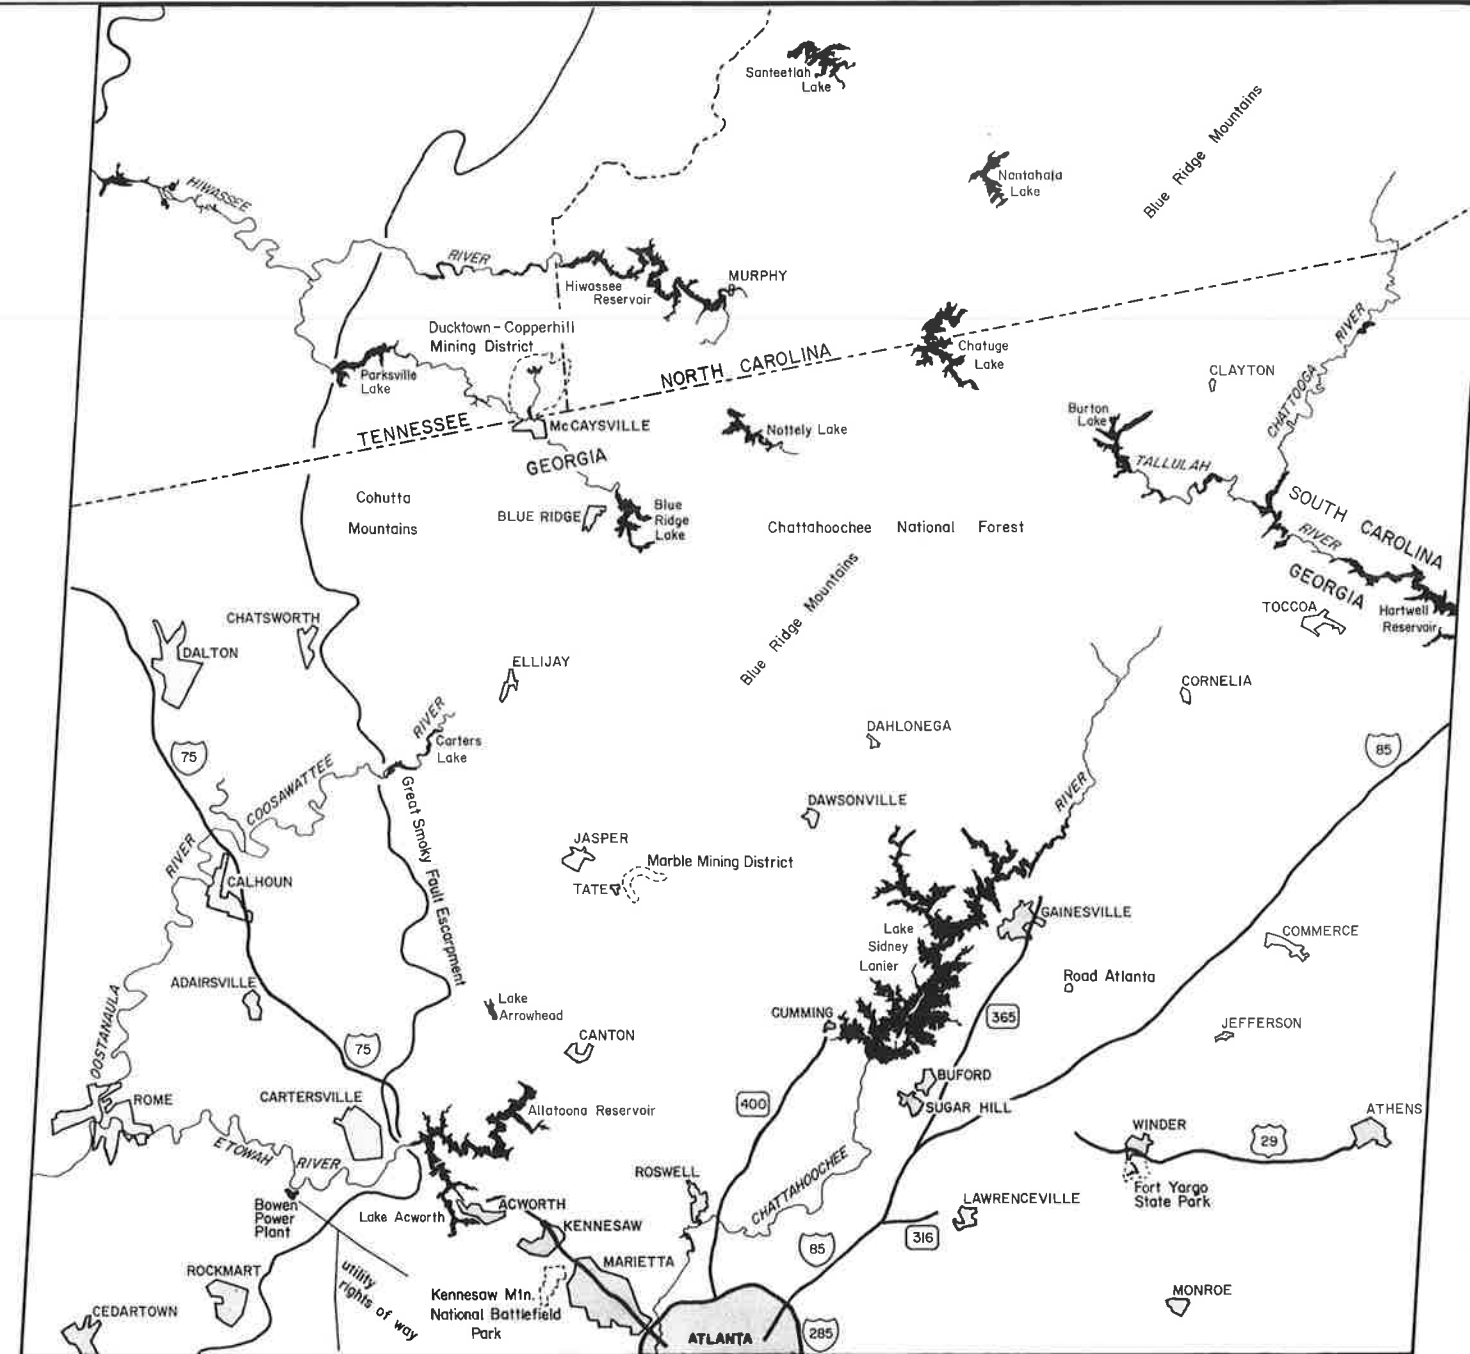 Santeetlah
Lake
Blue Ridge Mountains
Nantahala
Lake
HIWASSEE
RIVER
MURPHY
Hiwassee
Reservoir
Ducktown-Copperhill
Mining District
Parksville
Lake
NORTH CAROLINA
Chatuge
Lake
CHATTOOGA
RIVER
CLAYTON
TENNESSEE
McCAYSVILLE
GEORGIA
Nottely Lake
Burton
Lake
TALLULAH
RIVER
SOUTH CAROLINA
GEORGIA
Cohutta
Mountains
BLUE RIDGE
Blue
Ridge
Lake
Chattahoochee National Forest
Blue Ridge Mountains
TOCCOA
Hartwell
Reservoir
CHATSWORTH
DALTON
ELLIJAY
CORNELIA
COOSAWATTEE
RIVER
Carters
Lake
DAHLONEGA
75
85
Great Smoky Fault Escarpment
DAWSONVILLE
RIVER
RIVER
JASPER
Marble Mining District
TATE
CALHOUN
Lake
Sidney
Lanier
GAINESVILLE
COMMERCE
ADAIRSVILLE
Road Atlanta
OOSTANAULA
Lake
Arrowhead
CUMMING
365
JEFFERSON
75
CANTON
BUFORD
ROME
CARTERSVILLE
Allatoona Reservoir
400
SUGAR HILL
ATHENS
WINDER
29
ETOWAH
RIVER
ROSWELL
CHATTAHOOCHEE
Fort Yargo
State Park
Bowen
Power
Plant
Lake Acworth
ACWORTH
KENNESAW
LAWRENCEVILLE
316
85
ROCKMART
utility
rights of way
MARIETTA
Kennesaw Mtn.
National Battlefield
Park
MONROE
CEDARTOWN
ATLANTA
285